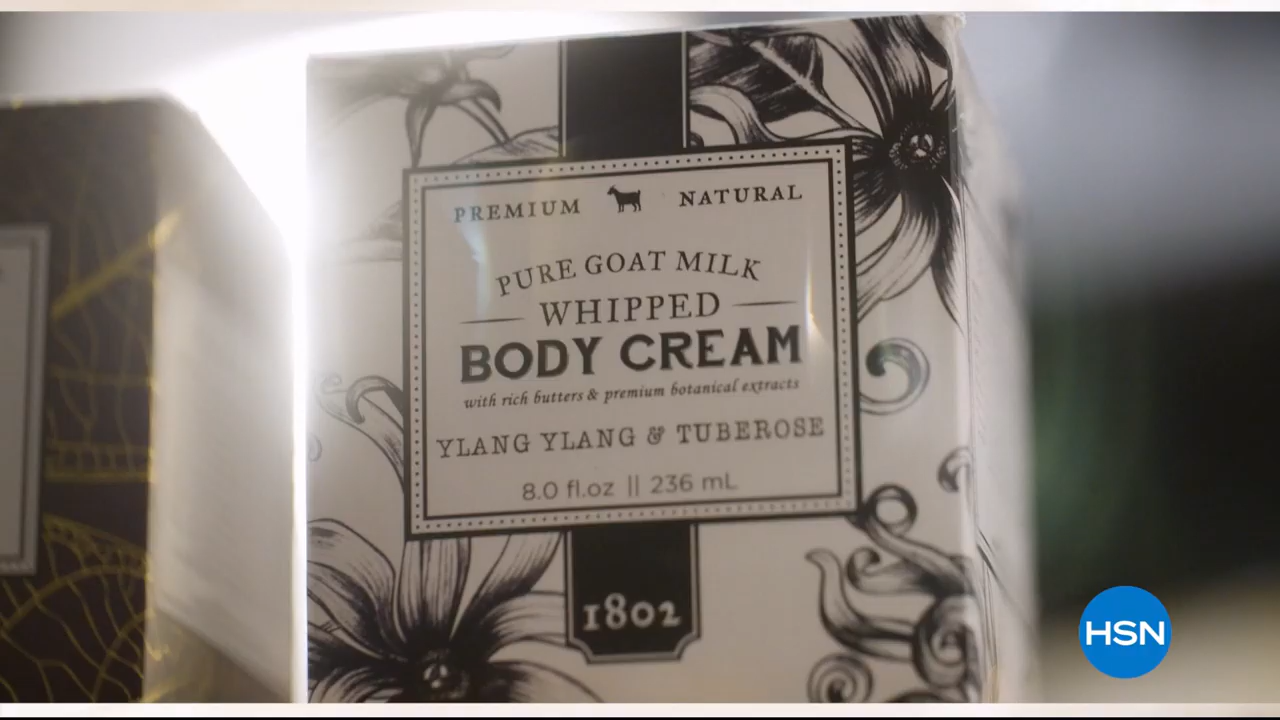 PREMIUM NATURAL
PURE GOAT MILK
WHIPPED
BODY CREAM
with rich butters & premium botanical extracts
YLANG YLANG & TUBEROSE
8.0 fl.oz || 236 mL
1802
HSN